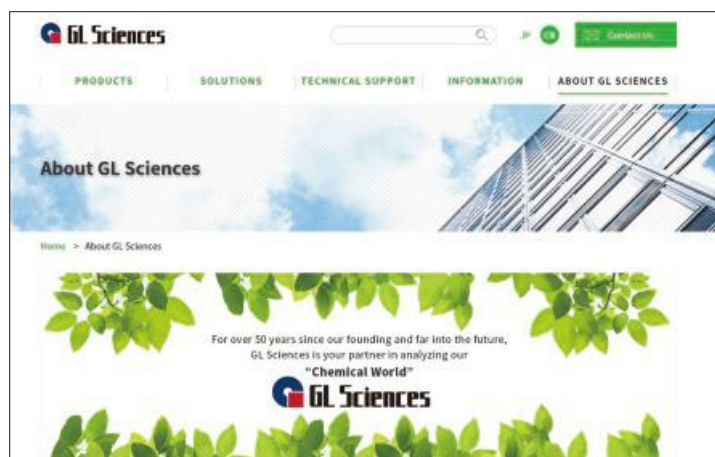 GL Sciences
JP
EN
Contact Us
PRODUCTS
SOLUTIONS
TECHNICAL SUPPORT
INFORMATION
ABOUT GL SCIENCES
About GL Sciences
Home > About GL Sciences
For over 50 years since our founding and far into the future,
GL Sciences is your partner in analyzing our
“Chemical World”
GL Sciences